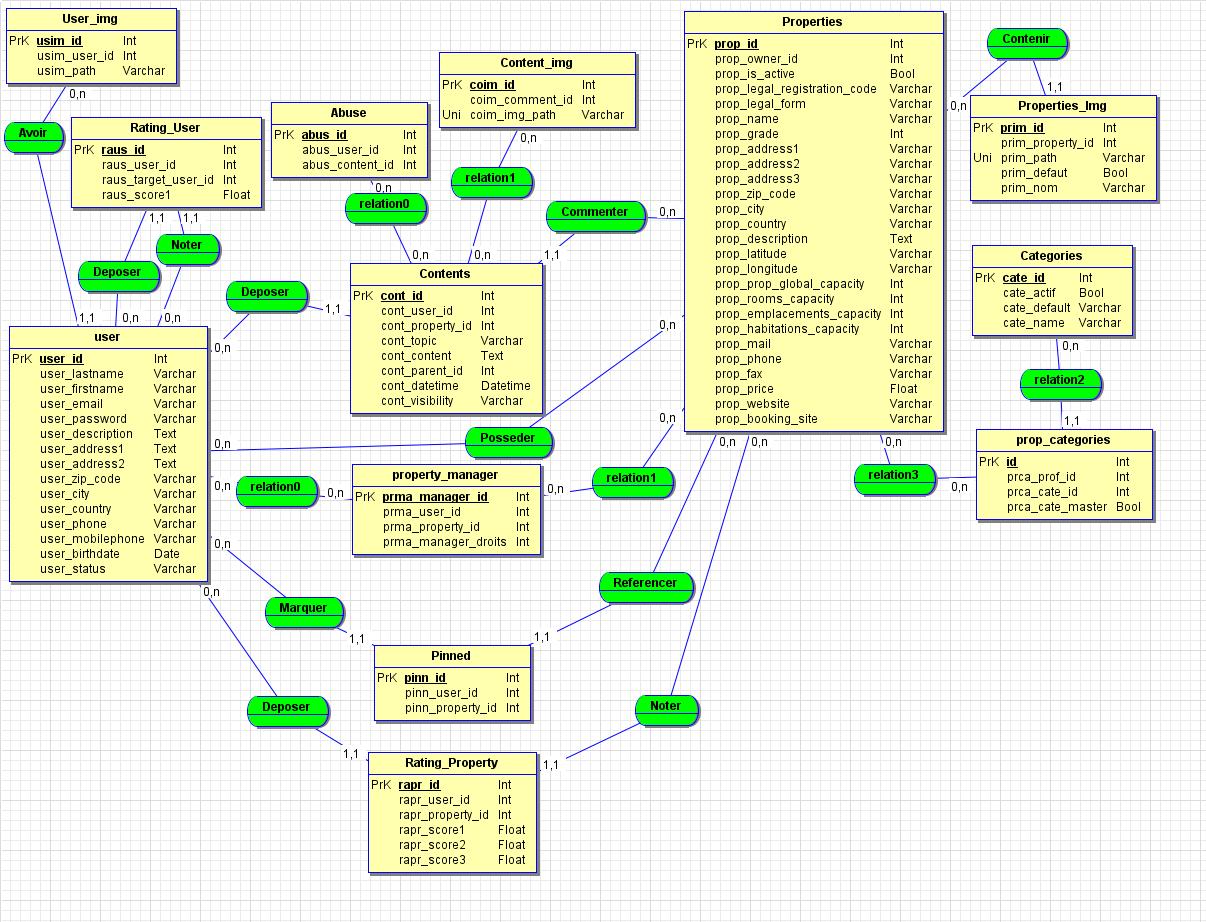 User_img
PrK usim_id Int
usim_user_id Int
usim_path Varchar
0,n
Avoir
1,1
Rating_User
PrK raus_id Int
raus_user_id Int
raus_target_user_id Int
raus_score1 Float
1,1
1,1
Deposer
Noter
0,n
0,n
Abuse
PrK abus_id Int
abus_user_id Int
abus_content_id Int
0,n
relation0
0,n
Content_img
PrK coim_id Int
coim_comment_id Int
Uni coim_img_path Varchar
0,n
relation1
0,n
Commenter
0,n
1,1
Contents
PrK cont_id Int
cont_user_id Int
cont_property_id Int
cont_topic Varchar
cont_content Text
cont_parent_id Int
cont_datetime Datetime
cont_visibility Varchar
Deposer
1,1
0,n
user
PrK user_id Int
user_lastname Varchar
user_firstname Varchar
user_email Varchar
user_password Varchar
user_description Text
user_address1 Text
user_address2 Text
user_zip_code Varchar
user_city Varchar
user_country Varchar
user_phone Varchar
user_mobilephone Varchar
user_birthdate Date
user_status Varchar
Properties
PrK prop_id Int
prop_owner_id Int
prop_is_active Bool
prop_legal_registration_code Varchar
prop_legal_form Varchar
prop_name Varchar
prop_grade Int
prop_address1 Varchar
prop_address2 Varchar
prop_address3 Varchar
prop_zip_code Varchar
prop_city Varchar
prop_country Varchar
prop_description Text
prop_latitude Varchar
prop_longitude Varchar
prop_prop_global_capacity Int
prop_rooms_capacity Int
prop_emplacements_capacity Int
prop_habitations_capacity Int
prop_mail Varchar
prop_phone Varchar
prop_fax Varchar
prop_price Float
prop_website Varchar
prop_booking_site Varchar
Contenir
0,n
1,1
Properties_Img
PrK prim_id Int
prim_property_id Int
Uni prim_path Varchar
prim_defaut Bool
prim_nom Varchar
Categories
PrK cate_id Int
cate_actif Bool
cate_default Varchar
cate_name Varchar
0,n
relation2
1,1
prop_categories
PrK id Int
prca_prof_id Int
prca_cate_id Int
prca_cate_master Bool
0,n
relation3
0,n
0,n
Posseder
0,n
0,n
relation0
0,n
property_manager
PrK prma_manager_id Int
prma_user_id Int
prma_property_id Int
prma_manager_droits Int
0,n
relation1
0,n
0,n
Marquer
1,1
Pinned
PrK pinn_id Int
pinn_user_id Int
pinn_property_id Int
1,1
Referencer
0,n
0,n
Deposer
1,1
Rating_Property
PrK rapr_id Int
rapr_user_id Int
rapr_property_id Int
rapr_score1 Float
rapr_score2 Float
rapr_score3 Float
1,1
Noter
0,n